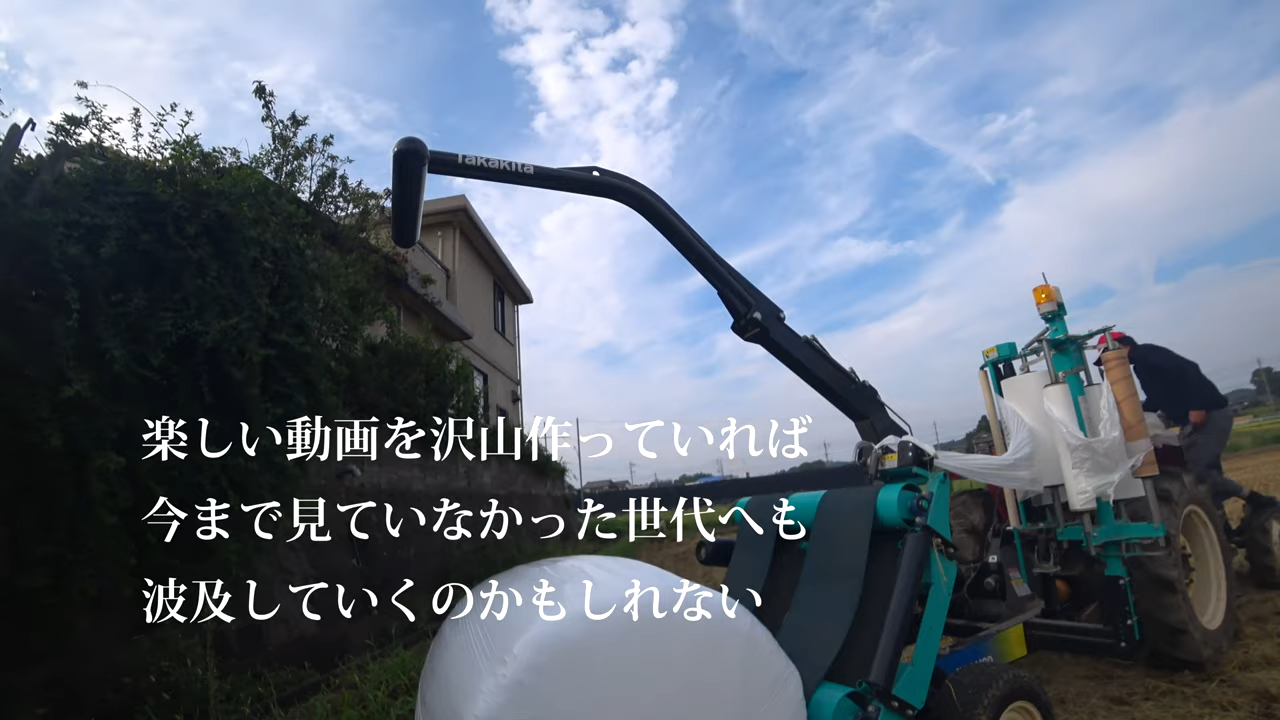 Takakita
楽しい動画を沢山作っていれば
今まで見ていなかった世代へも
波及していくのかもしれない